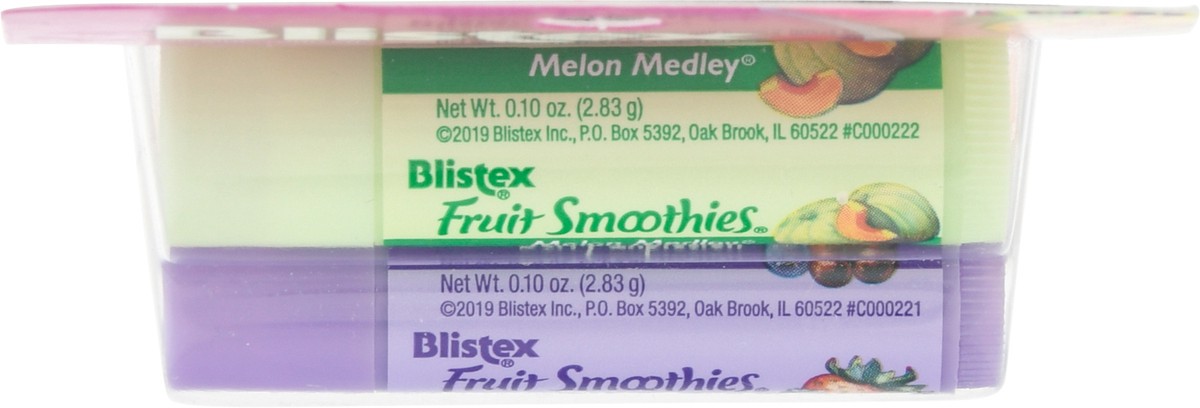 Melon Medley®
Net Wt. 0.10 oz. (2.83 g)
©2019 Blistex Inc., P.O. Box 5392, Oak Brook, IL 60522 #C000222
Blistex®
Fruit Smoothies®
Melon Medley®
Net Wt. 0.10 oz. (2.83 g)
©2019 Blistex Inc., P.O. Box 5392, Oak Brook, IL 60522 #C000221
Blistex®
Fruit Smoothies®